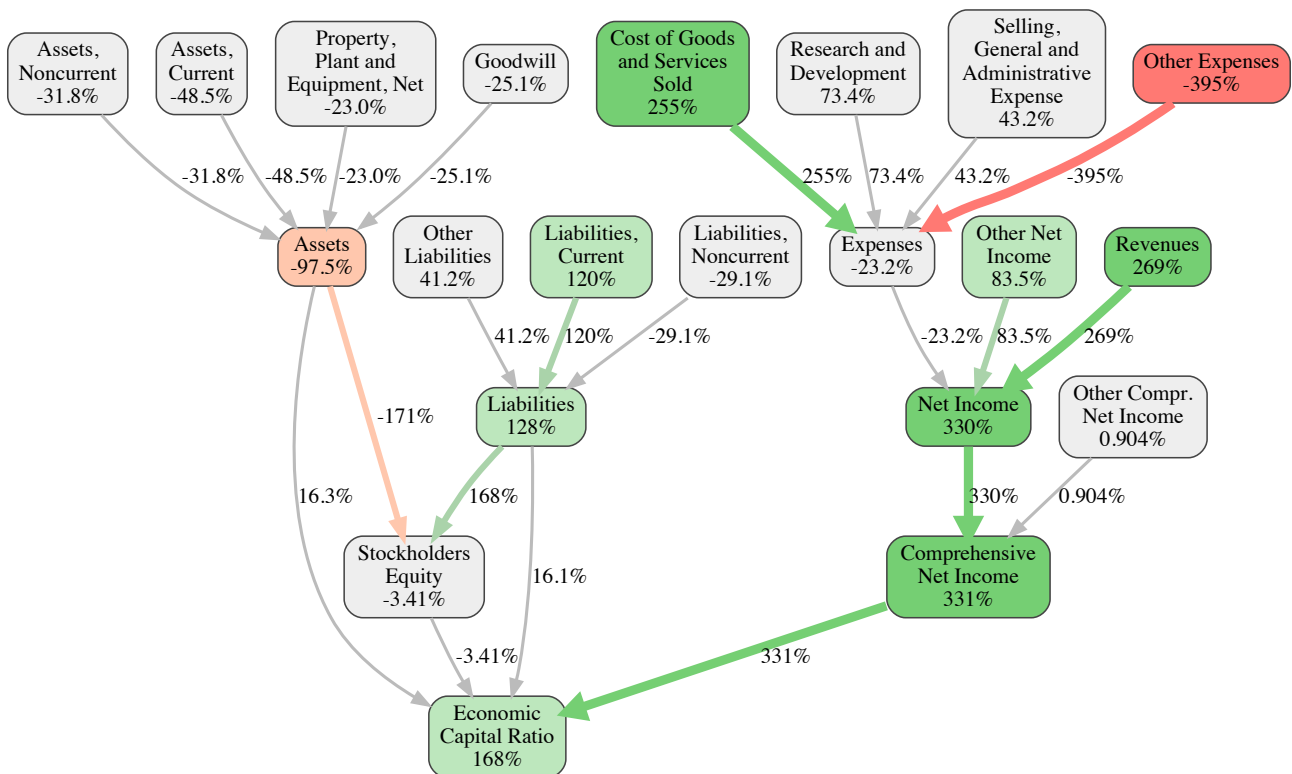 Assets,
Noncurrent
-31.8%
Assets,
Current
-48.5%
Property,
Plant and
Equipment, Net
-23.0%
Goodwill
-25.1%
Cost of Goods
and Services
Sold
255%
Research and
Development
73.4%
Selling,
General and
Administrative
Expense
43.2%
Other Expenses
-395%
-31.8%
-48.5%
-23.0%
-25.1%
255%
73.4%
43.2%
-395%
Assets
-97.5%
Other
Liabilities
41.2%
Liabilities,
Current
120%
Liabilities,
Noncurrent
-29.1%
Expenses
-23.2%
Other Net
Income
83.5%
Revenues
269%
41.2%
120%
-29.1%
-23.2%
83.5%
269%
-171%
Liabilities
128%
Net Income
330%
Other Compr.
Net Income
0.904%
16.3%
168%
330%
0.904%
Stockholders
Equity
-3.41%
16.1%
Comprehensive
Net Income
331%
-3.41%
331%
Economic
Capital Ratio
168%